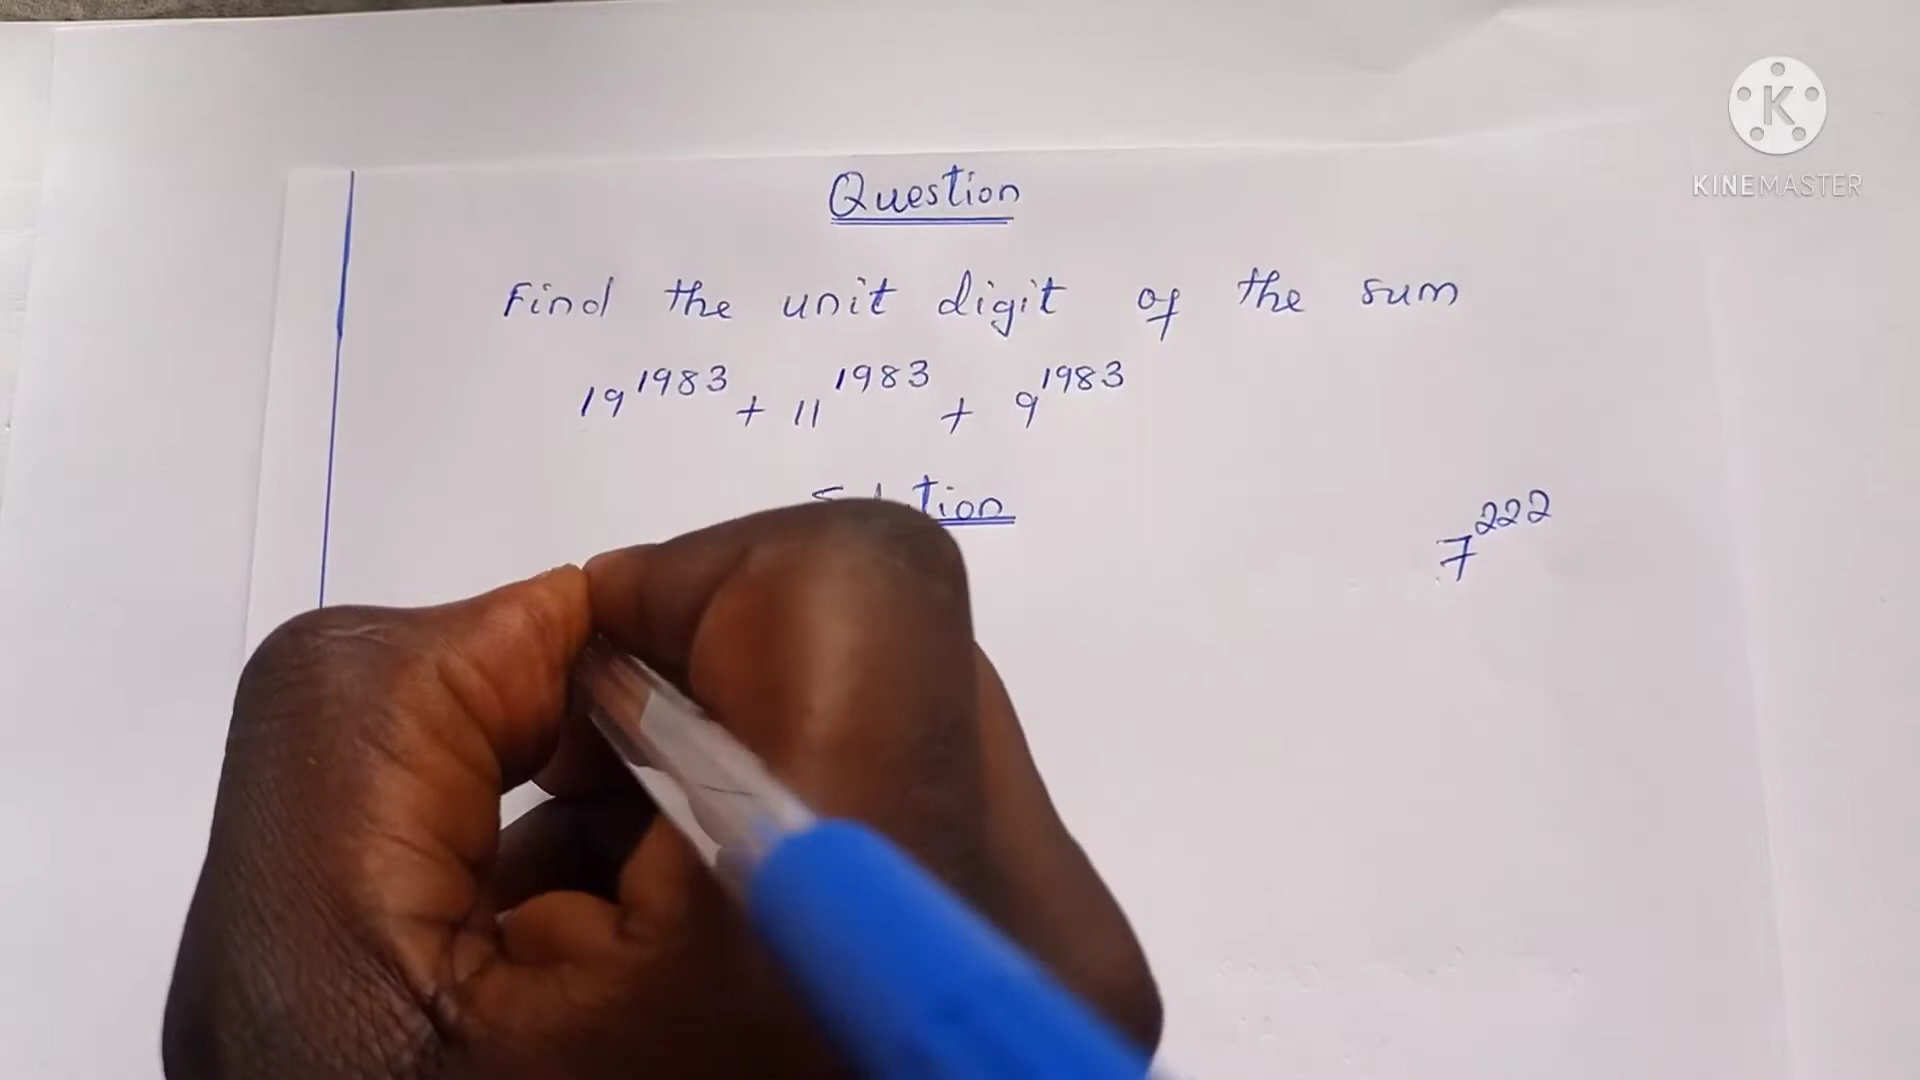 Question
Find the unit digit of the sum
19^1983 + 11^1983 + 9^1983
7^222
K
KINEMASTER